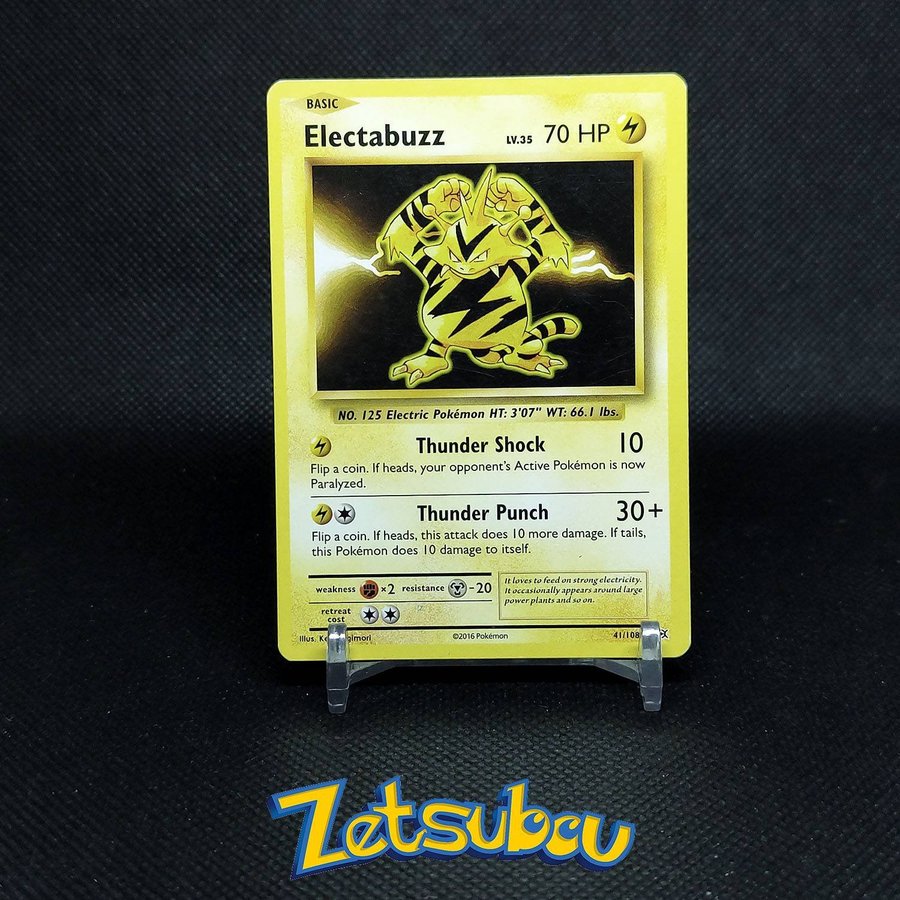 BASIC
Electabuzz LV.35 70 HP
NO. 125 Electric Pokémon HT: 3'07" WT: 66.1 lbs.
Thunder Shock 10
Flip a coin. If heads, your opponent's Active Pokémon is now
Paralyzed.
Thunder Punch 30+
Flip a coin. If heads, this attack does 10 more damage. If tails,
this Pokémon does 10 damage to itself.
weakness ×2 resistance -20
retreat
cost
It loves to feed on strong electricity.
It occasionally appears around large
power plants and so on.
Illus. ©2016 Pokémon 41/108
Zetsubou